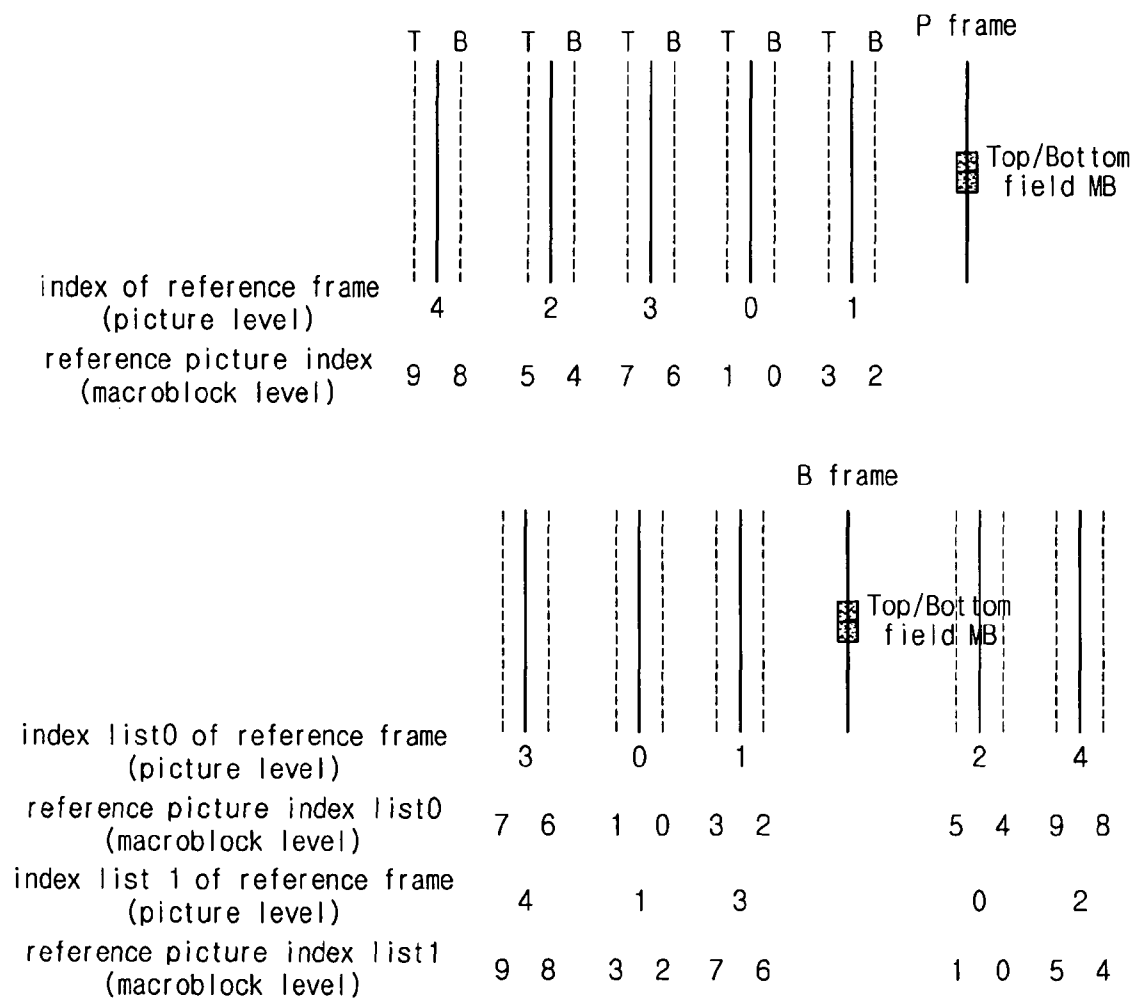 P frame
T B T B T B T B T B
Top/Bottom
field MB
index of reference frame
(picture level)
4 2 3 0 1
reference picture index
(macroblock level)
9 8 5 4 7 6 1 0 3 2
B frame
Top/Bottom
field MB
index list0 of reference frame
(picture level)
3 0 1 2 4
reference picture index list0
(macroblock level)
7 6 1 0 3 2 5 4 9 8
index list 1 of reference frame
(picture level)
4 1 3 0 2
reference picture index list1
(macroblock level)
9 8 3 2 7 6 1 0 5 4